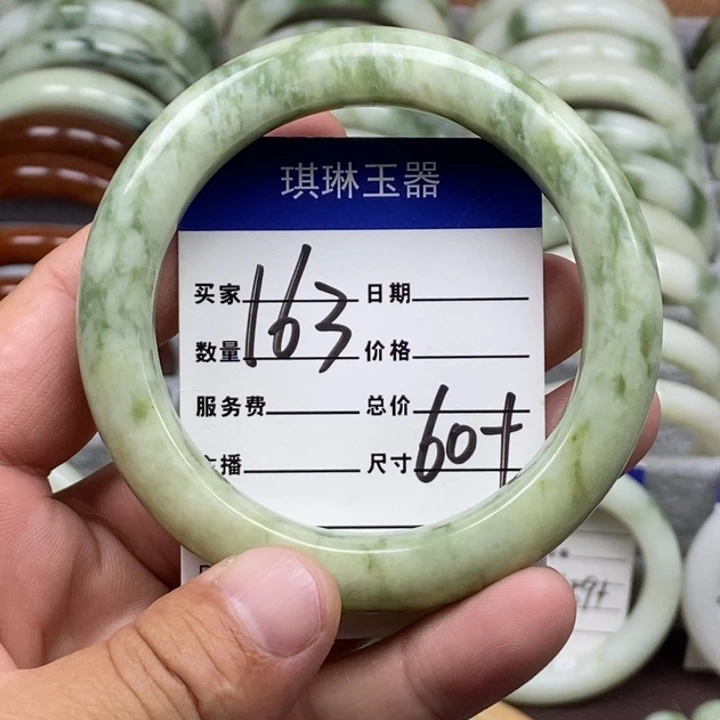 琪琳玉器
买家 163 日期
数量 价格
服务费 总价
主播 尺寸 60+